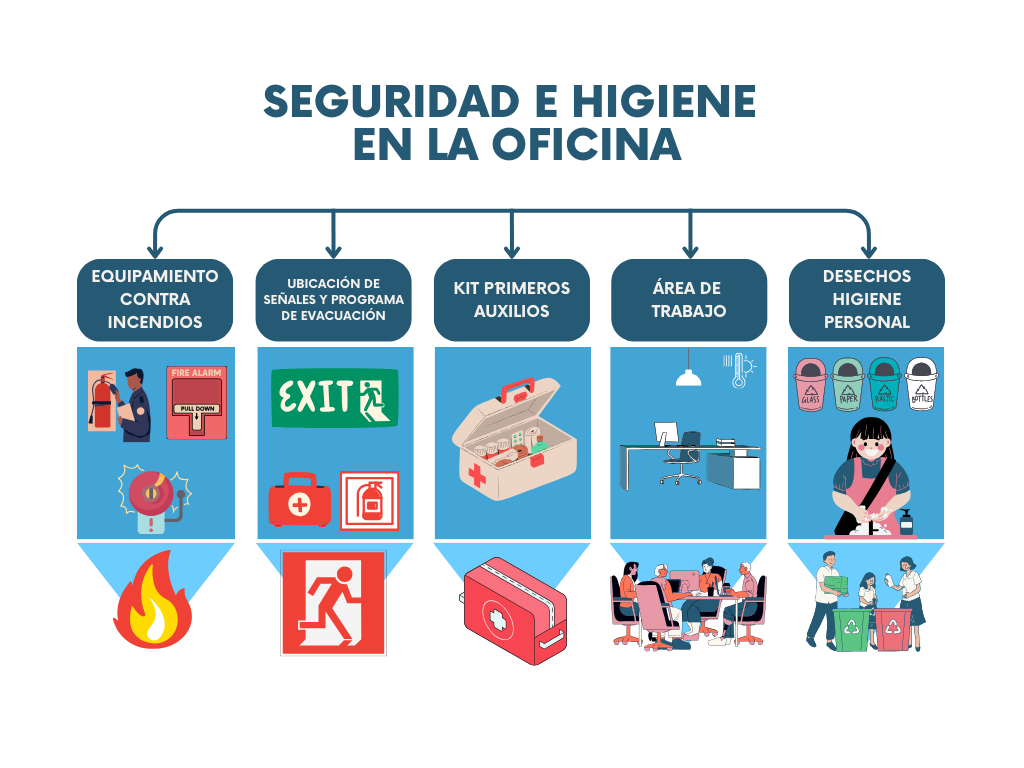 SEGURIDAD E HIGIENE
EN LA OFICINA
EQUIPAMIENTO
CONTRA
INCENDIOS
UBICACIÓN DE
SEÑALES Y PROGRAMA
DE EVACUACIÓN
KIT PRIMEROS
AUXILIOS
ÁREA DE
TRABAJO
DESECHOS
HIGIENE
PERSONAL
FIRE ALARM
PULL DOWN
EXIT
GLASS
PAPER
PLASTIC
BOTTLES